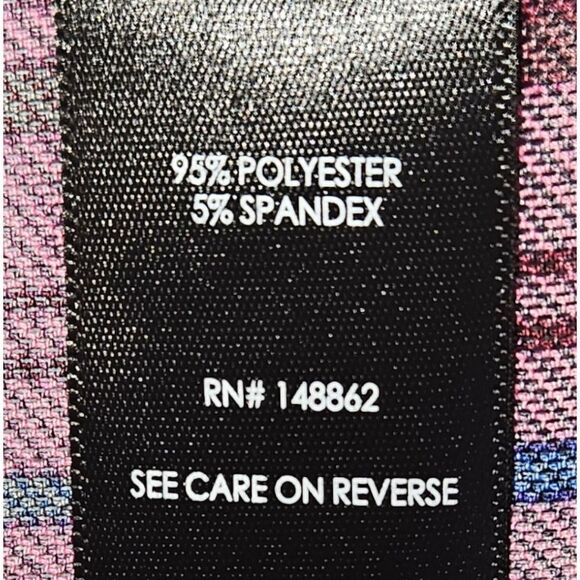 95% POLYESTER
5% SPANDEX
RN# 148862
SEE CARE ON REVERSE